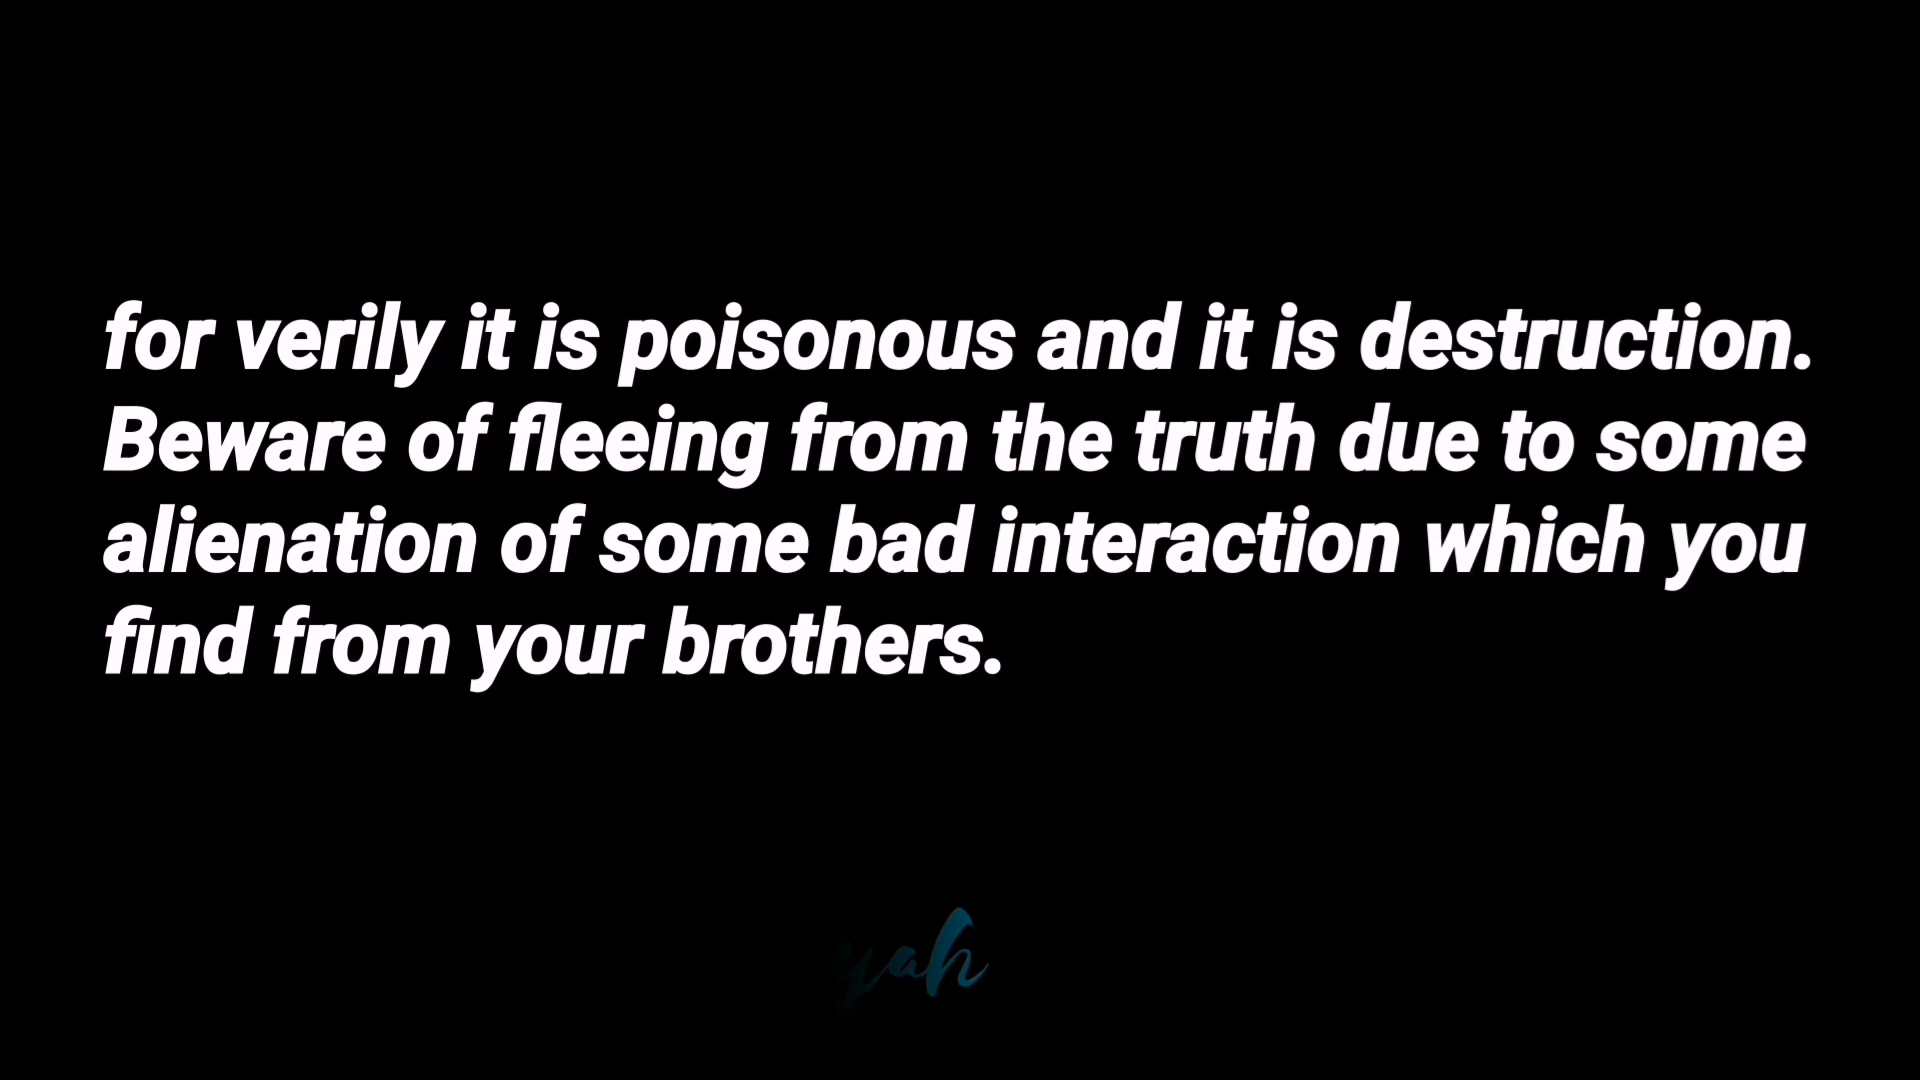 for verily it is poisonous and it is destruction.
Beware of fleeing from the truth due to some
alienation of some bad interaction which you
find from your brothers.
yah